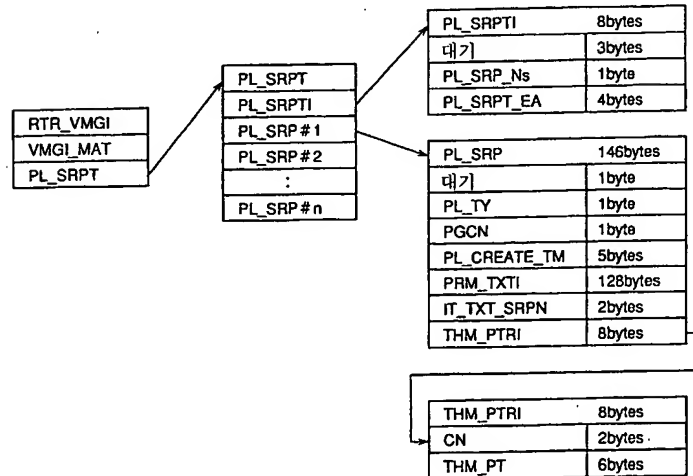 RTR_VMGI
VMGI_MAT
PL_SRPT
PL_SRPT
PL_SRPTI
PL_SRP#1
PL_SRP#2
:
PL_SRP#n
PL_SRPTI 8bytes
대기 3bytes
PL_SRP_Ns 1byte
PL_SRPT_EA 4bytes
PL_SRP 146bytes
대기 1byte
PL_TY 1byte
PGCN 1byte
PL_CREATE_TM 5bytes
PRM_TXTI 128bytes
IT_TXT_SRPN 2bytes
THM_PTRI 8bytes
THM_PTRI 8bytes
CN 2bytes
THM_PT 6bytes